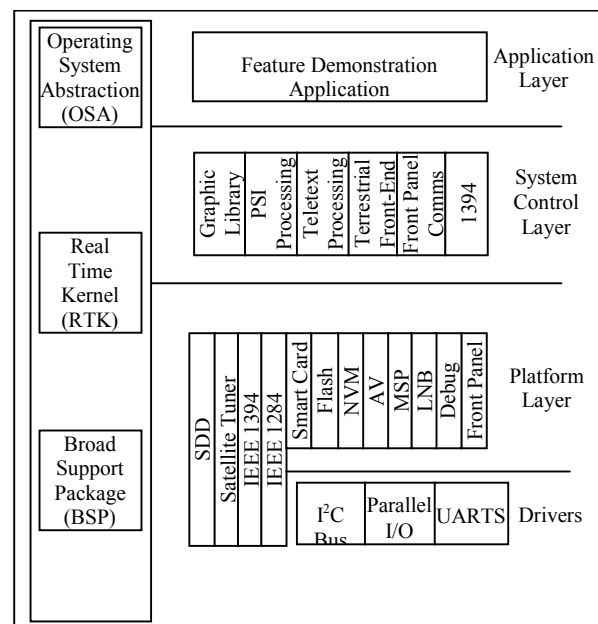 Operating
System
Abstraction
(OSA)
Feature Demonstration
Application
Application
Layer
Graphic
Library
PSI
Processing
Teletext
Processing
Terrestrial
Front-End
Front Panel
Comms
1394
System
Control
Layer
Real
Time
Kernel
(RTK)
SDD
Satellite Tuner
IEEE 1394
IEEE 1284
Smart Card
Flash
NVM
AV
MSP
LNB
Debug
Front Panel
Platform
Layer
Broad
Support
Package
(BSP)
I²C
Bus
Parallel
I/O
UARTS
Drivers